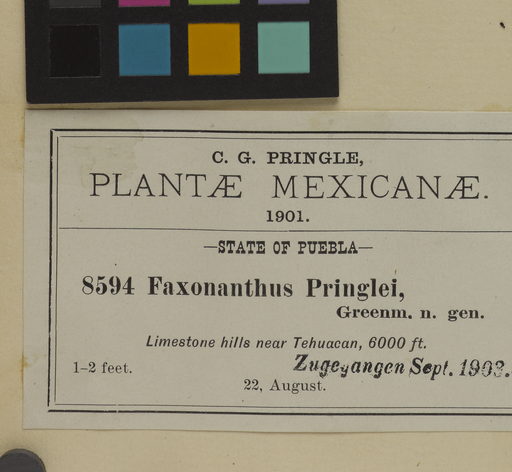 C. G. PRINGLE,
PLANTÆ MEXICANÆ.
1901.
—STATE OF PUEBLA—
8594 Faxonanthus Pringlei,
Greenm. n. gen.
Limestone hills near Tehuacan, 6000 ft.
1–2 feet.
Zugegangen Sept. 1903.
22, August.